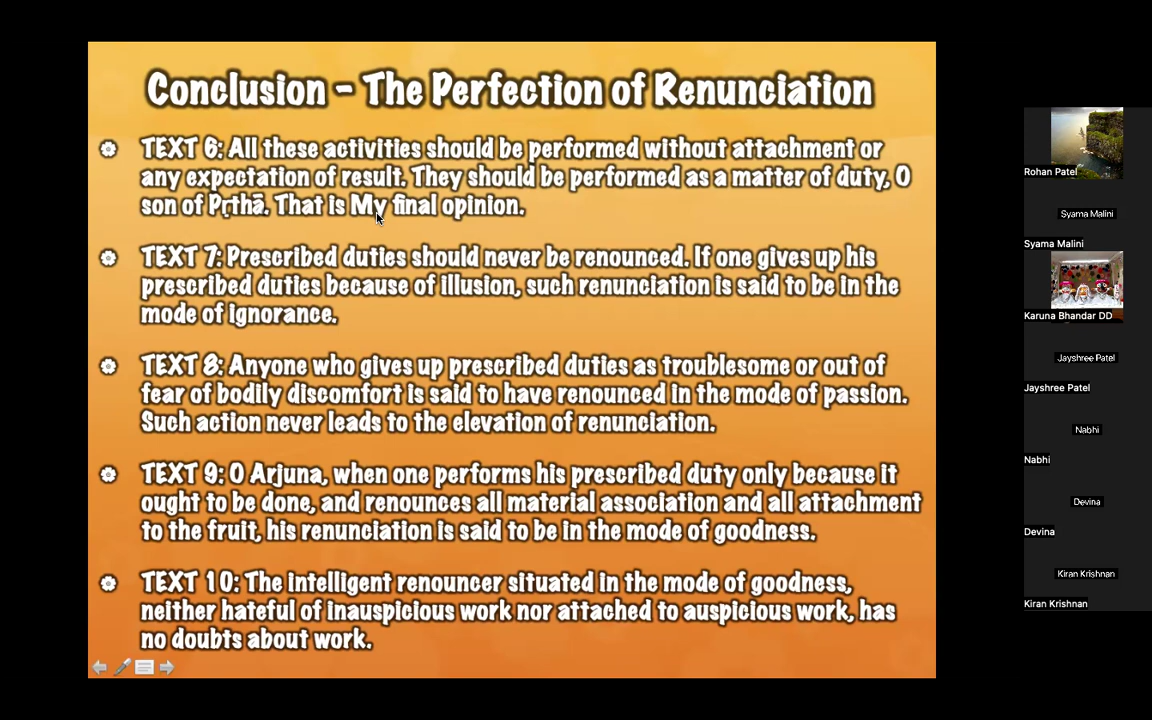 Conclusion - The Perfection of Renunciation
TEXT 6: All these activities should be performed without attachment or
any expectation of result. They should be performed as a matter of duty, O
son of Pṛthā. That is My final opinion.
TEXT 7: Prescribed duties should never be renounced. If one gives up his
prescribed duties because of illusion, such renunciation is said to be in the
mode of ignorance.
TEXT 8: Anyone who gives up prescribed duties as troublesome or out of
fear of bodily discomfort is said to have renounced in the mode of passion.
Such action never leads to the elevation of renunciation.
TEXT 9: O Arjuna, when one performs his prescribed duty only because it
ought to be done, and renounces all material association and all attachment
to the fruit, his renunciation is said to be in the mode of goodness.
TEXT 10: The intelligent renouncer situated in the mode of goodness,
neither hateful of inauspicious work nor attached to auspicious work, has
no doubts about work.
Rohan Patel
Syama Malini
Syama Malini
Karuna Bhandar DD
Jayshree Patel
Jayshree Patel
Nabhi
Nabhi
Devina
Devina
Kiran Krishnan
Kiran Krishnan